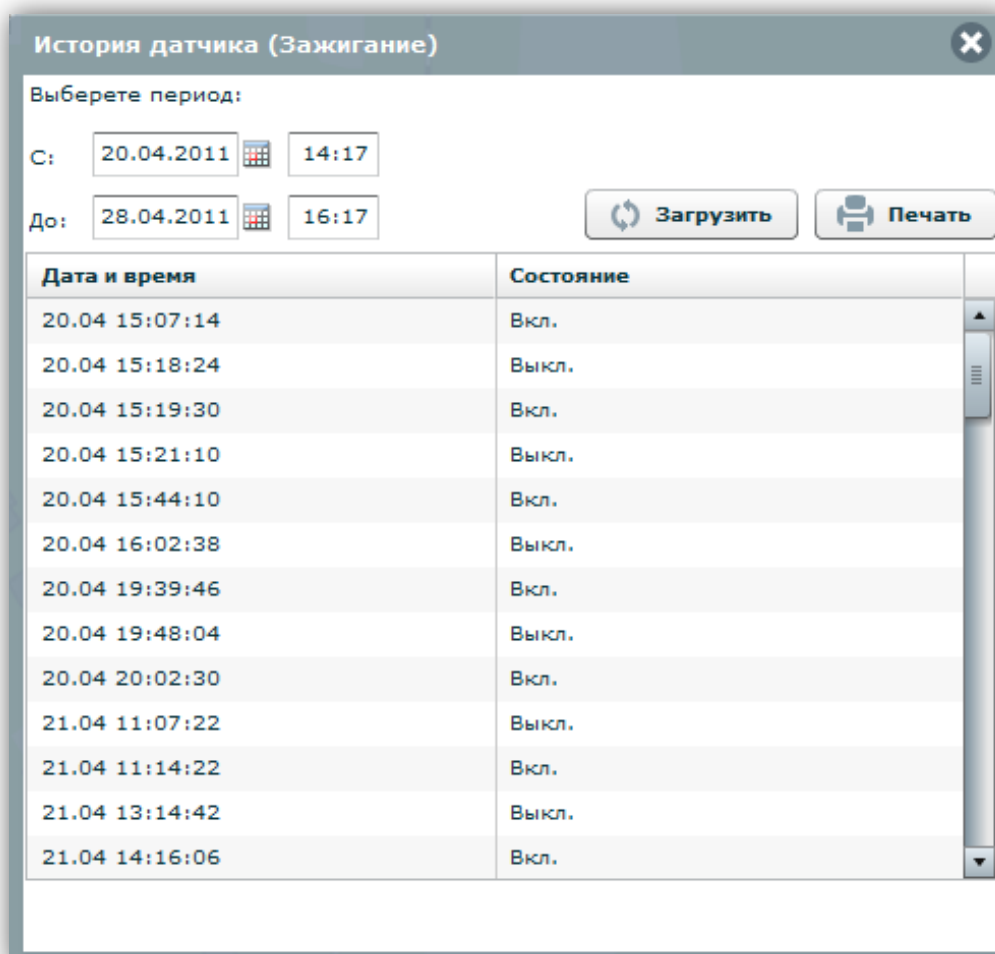 История датчика (Зажигание)
Выберете период:
С: 20.04.2011 14:17
До: 28.04.2011 16:17 Загрузить Печать
Дата и время Состояние
20.04 15:07:14 Вкл.
20.04 15:18:24 Выкл.
20.04 15:19:30 Вкл.
20.04 15:21:10 Выкл.
20.04 15:44:10 Вкл.
20.04 16:02:38 Выкл.
20.04 19:39:46 Вкл.
20.04 19:48:04 Выкл.
20.04 20:02:30 Вкл.
21.04 11:07:22 Выкл.
21.04 11:14:22 Вкл.
21.04 13:14:42 Выкл.
21.04 14:16:06 Вкл.